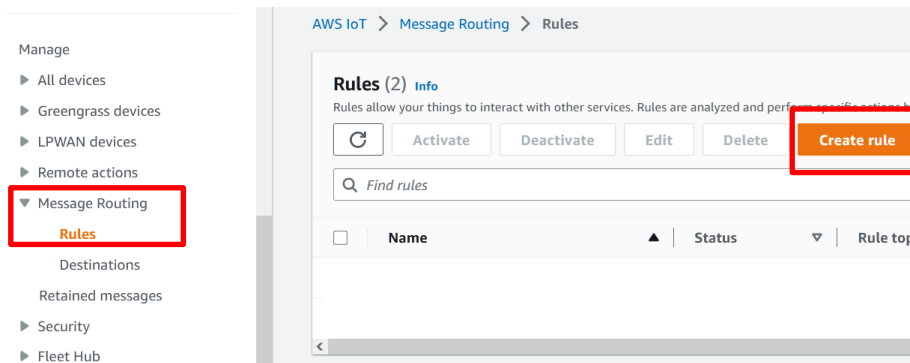 Manage
All devices
Greengrass devices
LPWAN devices
Remote actions
Message Routing
Rules
Destinations
Retained messages
Security
Fleet Hub
AWS IoT > Message Routing > Rules
Rules (2) Info
Rules allow your things to interact with other services. Rules are analyzed and perform specific actions b
Activate Deactivate Edit Delete Create rule
Find rules
Name Status Rule top